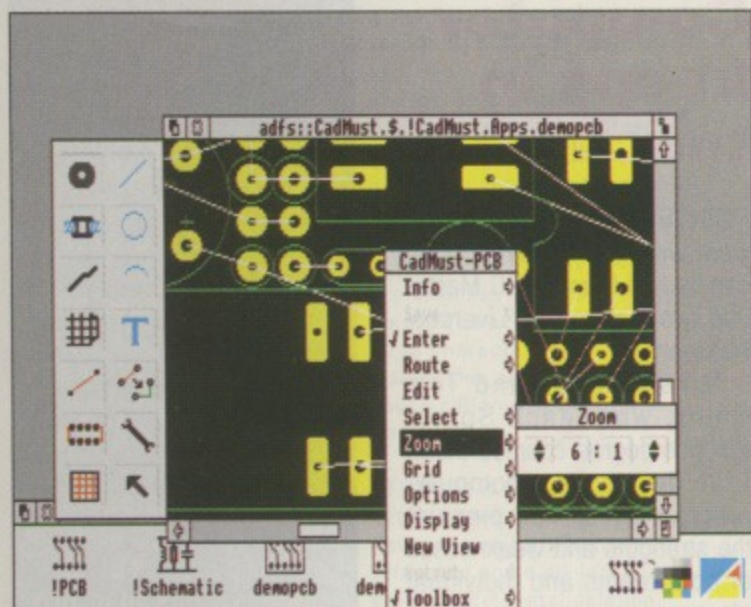 adfs::CadMust.$.!CadMust.Apps.demopcb
CadMust-PCB
Info
√ Enter
Route
Edit
Select
Zoom
Grid
Options
Display
New View
√ Toolbox
Zoom
6 : 1
T
!PCB
!Schematic
demopcb